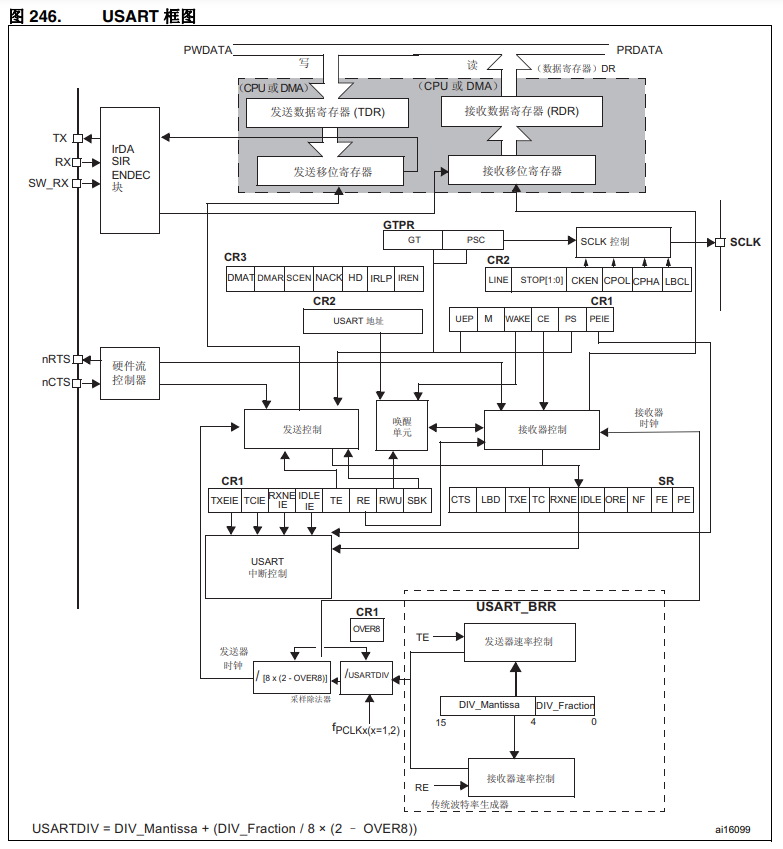 图 246. USART 框图
PWDATA
PRDATA
写
读
(数据寄存器) DR
(CPU 或 DMA)
(CPU 或 DMA)
发送数据寄存器 (TDR)
接收数据寄存器 (RDR)
TX
RX
SW_RX
IrDA
SIR
ENDEC
块
发送移位寄存器
接收移位寄存器
GTPR
GT
PSC
SCLK 控制
SCLK
CR3
DMAT
DMAR
SCEN
NACK
HD
IRLP
IREN
CR2
LINE
STOP[1:0]
CKEN
CPOL
CPHA
LBCL
CR2
USART 地址
CR1
UEP
M
WAKE
CE
PS
PEIE
nRTS
nCTS
硬件流
控制器
发送控制
唤醒
单元
接收器控制
接收器
时钟
CR1
TXEIE
TCIE
RXNE
IE
IDLE
IE
TE
RE
RWU
SBK
SR
CTS
LBD
TXE
TC
RXNE
IDLE
ORE
NF
FE
PE
USART
中断控制
USART_BRR
CR1
OVER8
TE
发送器速率控制
发送器
时钟
/ [8 x (2 - OVER8)]
/USARTDIV
采样除法器
fPCLKx(x=1,2)
DIV_Mantissa
DIV_Fraction
15
4
0
RE
接收器速率控制
传统波特率生成器
USARTDIV = DIV_Mantissa + (DIV_Fraction / 8 × (2 – OVER8))
ai16099